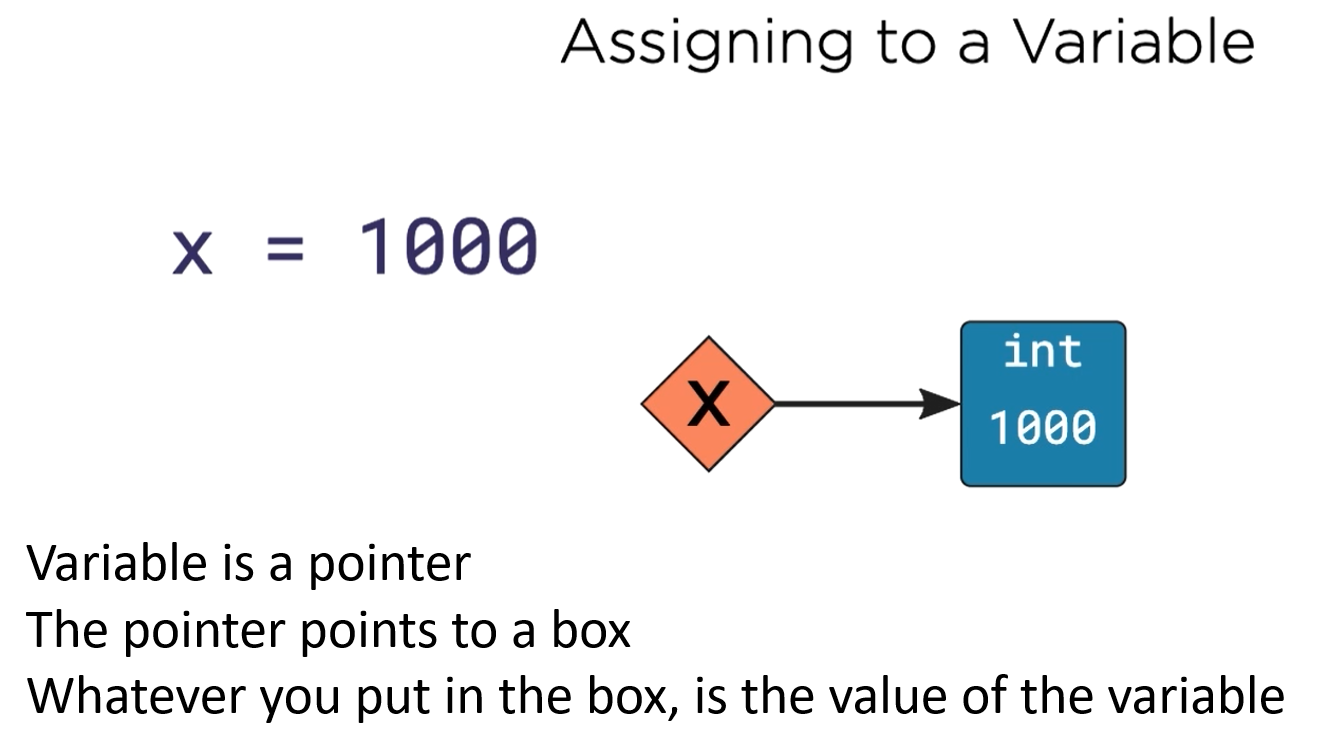 Assigning to a Variable
x = 1000
x
int
1000
Variable is a pointer
The pointer points to a box
Whatever you put in the box, is the value of the variable